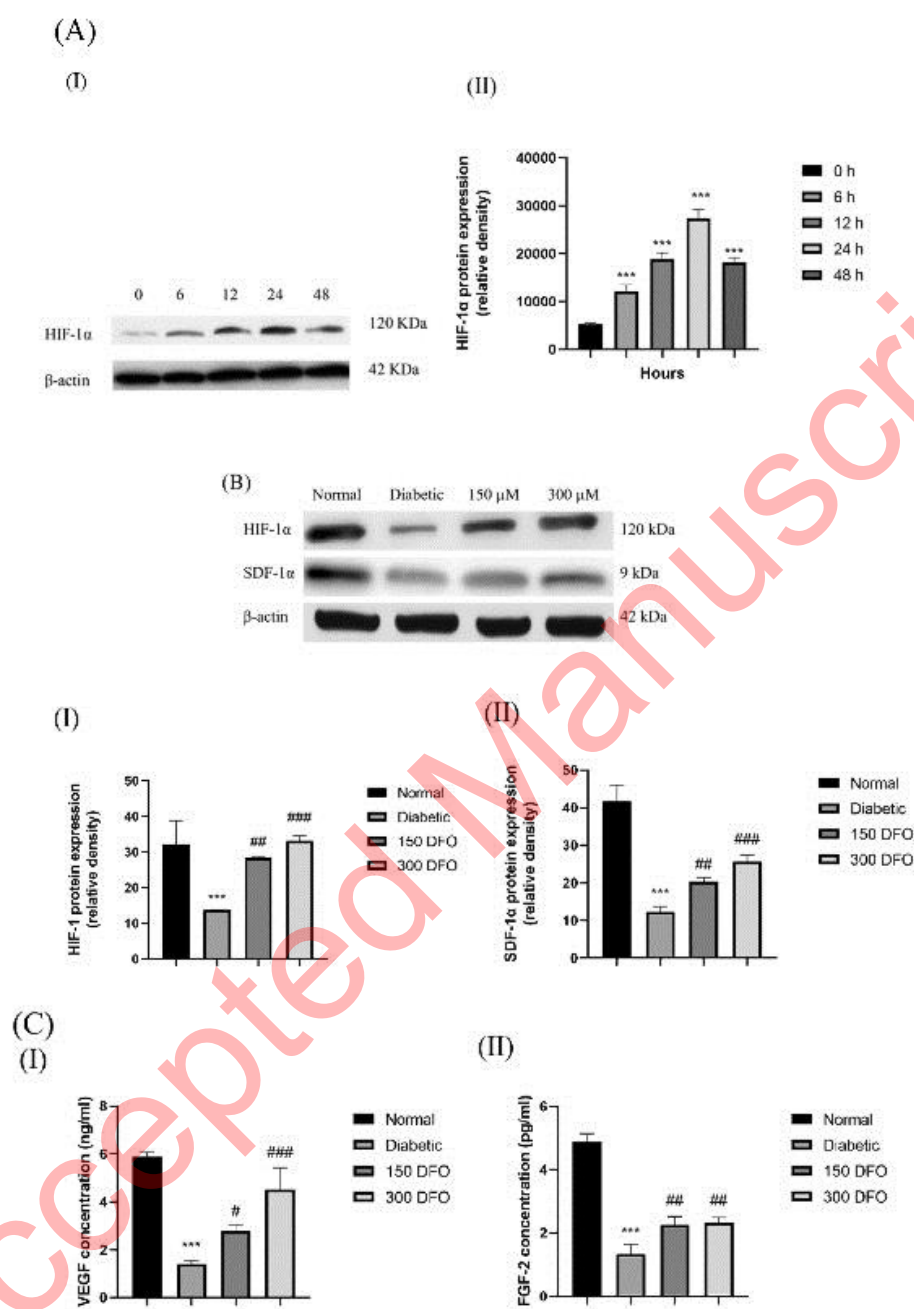 (A)
(I)
(II)
HIF-1α protein expression
(relative density)
40000
30000
20000
10000
0
***
***
***
***
Hours
0 h
6 h
12 h
24 h
48 h
0 6 12 24 48
HIF-1α
120 KDa
β-actin
42 KDa
(B)
Normal Diabetic 150 µM 300 µM
HIF-1α
120 kDa
SDF-1α
9 kDa
β-actin
42 kDa
(I)
HIF-1 protein expression
(relative density)
50
40
30
20
10
0
***
##
###
Normal
Diabetic
150 DFO
300 DFO
(II)
SDF-1α protein expression
(relative density)
50
40
30
20
10
0
***
##
###
Normal
Diabetic
150 DFO
300 DFO
(C)
(I)
VEGF concentration (ng/ml)
8
6
4
2
0
***
#
###
Normal
Diabetic
150 DFO
300 DFO
(II)
FGF-2 concentration (pg/ml)
6
4
2
0
***
##
##
Normal
Diabetic
150 DFO
300 DFO
ccepted Manuscri